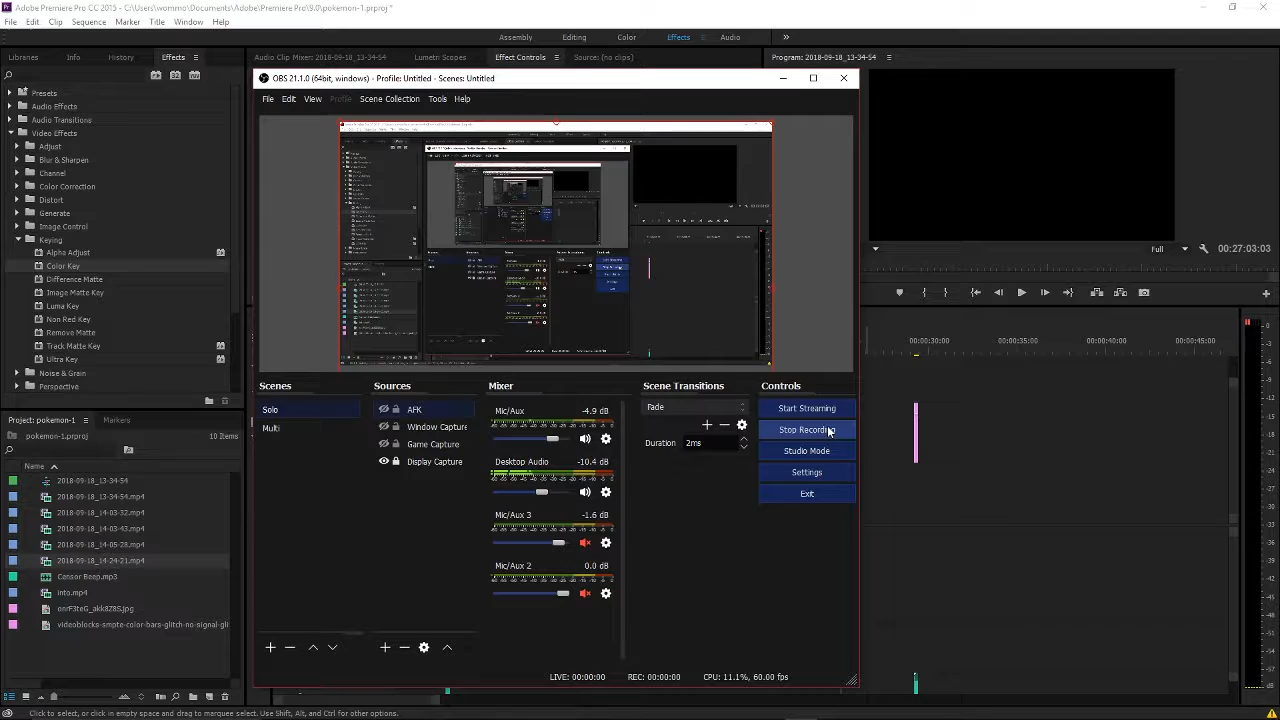 Adobe Premiere Pro CC 2015 - C:\Users\wommo\Documents\Adobe\Premiere Pro\9.0\pokemon-1.prproj *
File Edit Clip Sequence Marker Title Window Help
Assembly Editing Color Effects Audio
Libraries Info History Effects
Audio Clip Mixer: 2018-09-18_13-34-54 Lumetri Scopes Effect Controls Source: (no clips)
Program: 2018-09-18_13-34-54
Presets
Audio Effects
Audio Transitions
Video Effects
Adjust
Blur & Sharpen
Channel
Color Correction
Distort
Generate
Image Control
Keying
Alpha Adjust
Color Key
Difference Matte
Image Matte Key
Luma Key
Non Red Key
Remove Matte
Track Matte Key
Ultra Key
Noise & Grain
Perspective
Project: pokemon-1 Markers
pokemon-1.prproj 10 Items
Name
2018-09-18_13-34-54
2018-09-18_13-34-54.mp4
2018-09-18_14-03-32.mp4
2018-09-18_14-03-43.mp4
2018-09-18_14-05-28.mp4
2018-09-18_14-24-21.mp4
Censor Beep.mp3
into.mp4
onrF3teG_akk8Z8S.jpg
videoblocks-smpte-color-bars-glitch-no-signal-gli
OBS 21.1.0 (64bit, windows) - Profile: Untitled - Scenes: Untitled
File Edit View Profile Scene Collection Tools Help
Scenes
Solo
Multi
Sources
AFK
Window Capture
Game Capture
Display Capture
Mixer
Mic/Aux -4.9 dB
Desktop Audio -10.4 dB
Mic/Aux 3 -1.6 dB
Mic/Aux 2 0.0 dB
Scene Transitions
Fade
Duration 2ms
Controls
Start Streaming
Stop Recording
Studio Mode
Settings
Exit
LIVE: 00:00:00 REC: 00:00:00 CPU: 11.1%, 60.00 fps
Full 00:27:03:03
00:00:30:00 00:00:35:00 00:00:40:00 00:00:45:00
Click to select, or click in empty space and drag to marquee select. Use Shift, Alt, and Ctrl for other options.